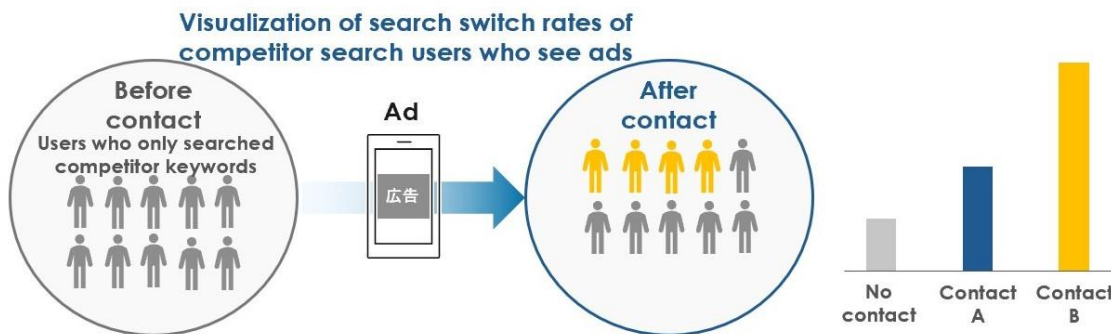 Visualization of search switch rates of
competitor search users who see ads
Before
contact
Users who only searched
competitor keywords
Ad
広告
After
contact
No
contact
Contact
A
Contact
B